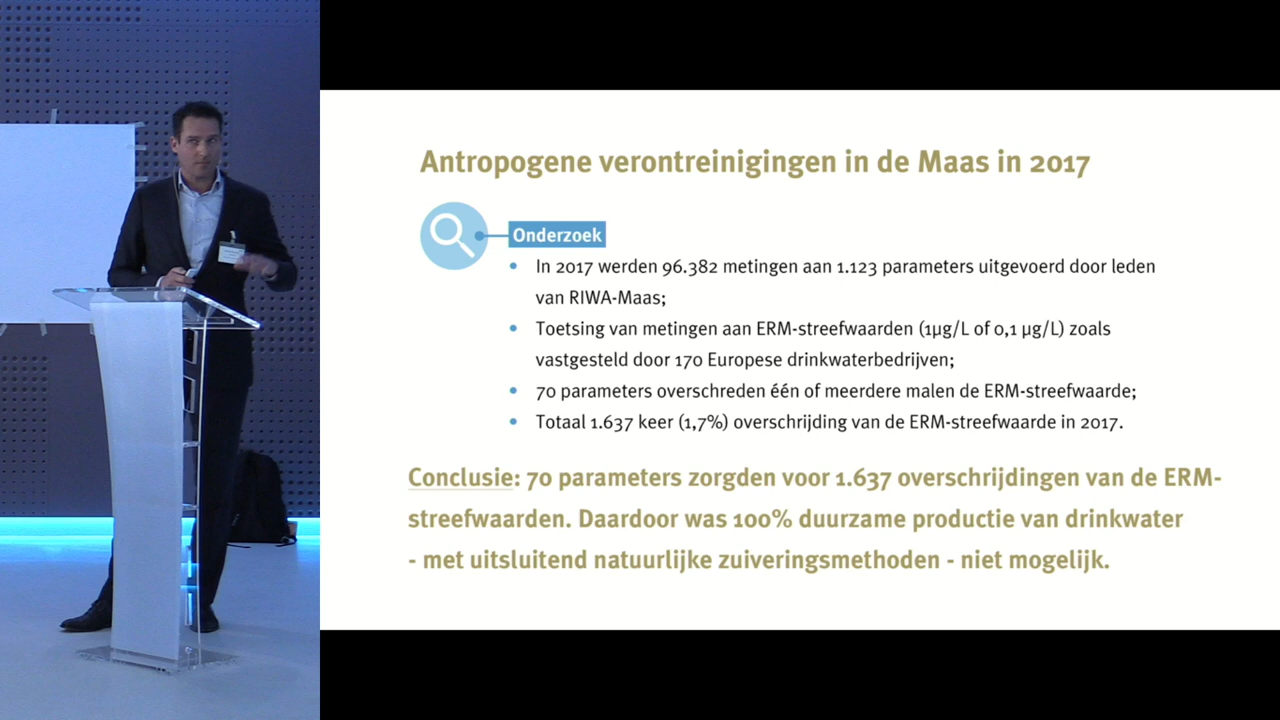 Antropogene verontreinigingen in de Maas in 2017
Onderzoek
• In 2017 werden 96.382 metingen aan 1.123 parameters uitgevoerd door leden
van RIWA-Maas;
• Toetsing van metingen aan ERM-streefwaarden (1µg/L of 0,1 µg/L) zoals
vastgesteld door 170 Europese drinkwaterbedrijven;
• 70 parameters overschreden één of meerdere malen de ERM-streefwaarde;
• Totaal 1.637 keer (1,7%) overschrijding van de ERM-streefwaarde in 2017.
Conclusie: 70 parameters zorgden voor 1.637 overschrijdingen van de ERM-
streefwaarden. Daardoor was 100% duurzame productie van drinkwater
- met uitsluitend natuurlijke zuiveringsmethoden - niet mogelijk.